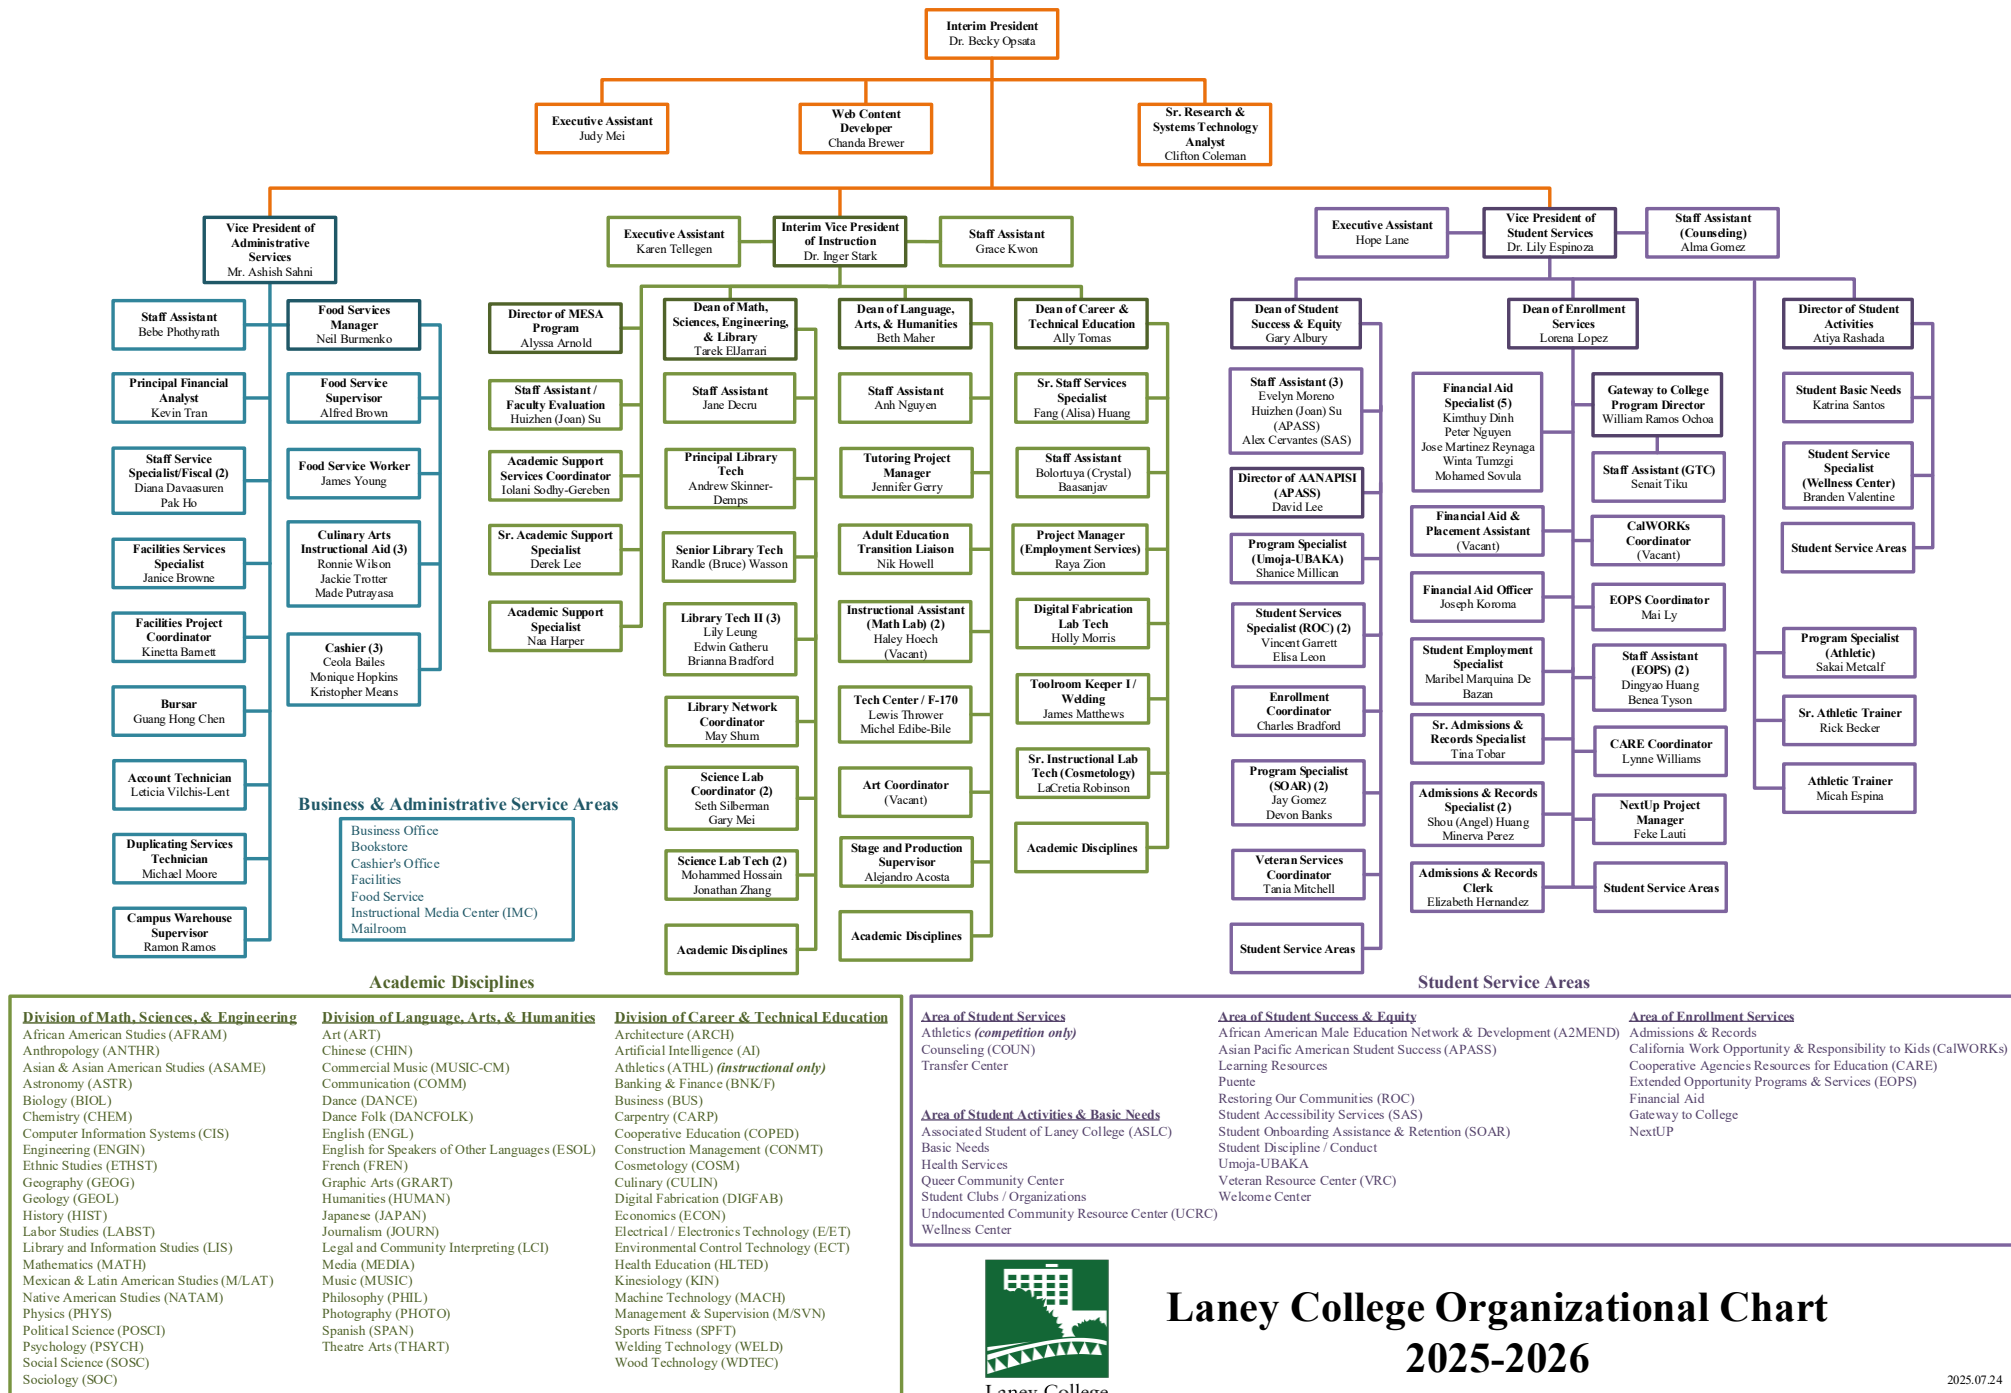 Interim President
Dr. Becky Opsata
Executive Assistant
Judy Mei
Web Content
Developer
Chanda Brewer
Sr. Research &
Systems Technology
Analyst
Clifton Coleman
Vice President of
Administrative
Services
Mr. Ashish Sahni
Executive Assistant
Karen Tellegen
Interim Vice President
of Instruction
Dr. Inger Stark
Staff Assistant
Grace Kwon
Executive Assistant
Hope Lane
Vice President of
Student Services
Dr. Lily Espinoza
Staff Assistant
(Counseling)
Alma Gomez
Staff Assistant
Bebe Phothyrath
Principal Financial
Analyst
Kevin Tran
Staff Service
Specialist/Fiscal (2)
Diana Davaasuren
Pak Ho
Facilities Services
Specialist
Janice Browne
Facilities Project
Coordinator
Kinetta Barnett
Bursar
Guang Hong Chen
Account Technician
Leticia Vilchis-Lent
Duplicating Services
Technician
Michael Moore
Campus Warehouse
Supervisor
Ramon Ramos
Food Services
Manager
Neil Burmenko
Food Service
Supervisor
Alfred Brown
Food Service Worker
James Young
Culinary Arts
Instructional Aid (3)
Ronnie Wilson
Jackie Trotter
Made Putrayasa
Cashier (3)
Ceola Bailes
Monique Hopkins
Kristopher Means
Business & Administrative Service Areas
Business Office
Bookstore
Cashier's Office
Facilities
Food Service
Instructional Media Center (IMC)
Mailroom
Director of MESA
Program
Alyssa Arnold
Staff Assistant /
Faculty Evaluation
Huizhen (Joan) Su
Academic Support
Services Coordinator
Iolani Sodhy-Gereben
Sr. Academic Support
Specialist
Derek Lee
Academic Support
Specialist
Naa Harper
Dean of Math,
Sciences, Engineering,
& Library
Tarek ElJarrari
Staff Assistant
Jane Decru
Principal Library
Tech
Andrew Skinner-
Demps
Senior Library Tech
Randle (Bruce) Wasson
Library Tech II (3)
Lily Leung
Edwin Gatheru
Brianna Bradford
Library Network
Coordinator
May Shum
Science Lab
Coordinator (2)
Seth Silberman
Gary Mei
Science Lab Tech (2)
Mohammed Hossain
Jonathan Zhang
Academic Disciplines
Dean of Language,
Arts, & Humanities
Beth Maher
Staff Assistant
Anh Nguyen
Tutoring Project
Manager
Jennifer Gerry
Adult Education
Transition Liaison
Nik Howell
Instructional Assistant
(Math Lab) (2)
Haley Hoech
(Vacant)
Tech Center / F-170
Lewis Thrower
Michel Edibe-Bile
Art Coordinator
(Vacant)
Stage and Production
Supervisor
Alejandro Acosta
Academic Disciplines
Dean of Career &
Technical Education
Ally Tomas
Sr. Staff Services
Specialist
Fang (Alisa) Huang
Staff Assistant
Bolortuya (Crystal)
Baasanjav
Project Manager
(Employment Services)
Raya Zion
Digital Fabrication
Lab Tech
Holly Morris
Toolroom Keeper I /
Welding
James Matthews
Sr. Instructional Lab
Tech (Cosmetology)
LaCretia Robinson
Academic Disciplines
Dean of Student
Success & Equity
Gary Albury
Staff Assistant (3)
Evelyn Moreno
Huizhen (Joan) Su
(APASS)
Alex Cervantes (SAS)
Director of AANAPISI
(APASS)
David Lee
Program Specialist
(Umoja-UBAKA)
Shanice Millican
Student Services
Specialist (ROC) (2)
Vincent Garrett
Elisa Leon
Enrollment
Coordinator
Charles Bradford
Program Specialist
(SOAR) (2)
Jay Gomez
Devon Banks
Veteran Services
Coordinator
Tania Mitchell
Student Service Areas
Dean of Enrollment
Services
Lorena Lopez
Financial Aid
Specialist (5)
Kimthuy Dinh
Peter Nguyen
Jose Martinez Reynaga
Winta Tumzgi
Mohamed Sovula
Financial Aid &
Placement Assistant
(Vacant)
Financial Aid Officer
Joseph Koroma
Student Employment
Specialist
Maribel Marquina De
Bazan
Sr. Admissions &
Records Specialist
Tina Tobar
Admissions & Records
Specialist (2)
Shou (Angel) Huang
Minerva Perez
Admissions & Records
Clerk
Elizabeth Hernandez
Gateway to College
Program Director
William Ramos Ochoa
Staff Assistant (GTC)
Senait Tiku
CalWORKs
Coordinator
(Vacant)
EOPS Coordinator
Mai Ly
Staff Assistant
(EOPS) (2)
Dingyao Huang
Benea Tyson
CARE Coordinator
Lynne Williams
NextUp Project
Manager
Feke Lauti
Student Service Areas
Director of Student
Activities
Atiya Rashada
Student Basic Needs
Katrina Santos
Student Service
Specialist
(Wellness Center)
Branden Valentine
Student Service Areas
Program Specialist
(Athletic)
Sakai Metcalf
Sr. Athletic Trainer
Rick Becker
Athletic Trainer
Micah Espina
Academic Disciplines
Division of Math, Sciences, & Engineering
African American Studies (AFRAM)
Anthropology (ANTHR)
Asian & Asian American Studies (ASAME)
Astronomy (ASTR)
Biology (BIOL)
Chemistry (CHEM)
Computer Information Systems (CIS)
Engineering (ENGIN)
Ethnic Studies (ETHST)
Geography (GEOG)
Geology (GEOL)
History (HIST)
Labor Studies (LABST)
Library and Information Studies (LIS)
Mathematics (MATH)
Mexican & Latin American Studies (M/LAT)
Native American Studies (NATAM)
Physics (PHYS)
Political Science (POSCI)
Psychology (PSYCH)
Social Science (SOSC)
Sociology (SOC)
Division of Language, Arts, & Humanities
Art (ART)
Chinese (CHIN)
Commercial Music (MUSIC-CM)
Communication (COMM)
Dance (DANCE)
Dance Folk (DANCFOLK)
English (ENGL)
English for Speakers of Other Languages (ESOL)
French (FREN)
Graphic Arts (GRART)
Humanities (HUMAN)
Japanese (JAPAN)
Journalism (JOURN)
Legal and Community Interpreting (LCI)
Media (MEDIA)
Music (MUSIC)
Philosophy (PHIL)
Photography (PHOTO)
Spanish (SPAN)
Theatre Arts (THART)
Division of Career & Technical Education
Architecture (ARCH)
Artificial Intelligence (AI)
Athletics (ATHL) (instructional only)
Banking & Finance (BNK/F)
Business (BUS)
Carpentry (CARP)
Cooperative Education (COPED)
Construction Management (CONMT)
Cosmetology (COSM)
Culinary (CULIN)
Digital Fabrication (DIGFAB)
Economics (ECON)
Electrical / Electronics Technology (E/ET)
Environmental Control Technology (ECT)
Health Education (HLTED)
Kinesiology (KIN)
Machine Technology (MACH)
Management & Supervision (M/SVN)
Sports Fitness (SPFT)
Welding Technology (WELD)
Wood Technology (WDTEC)
Student Service Areas
Area of Student Services
Athletics (competition only)
Counseling (COUN)
Transfer Center
Area of Student Activities & Basic Needs
Associated Student of Laney College (ASLC)
Basic Needs
Health Services
Queer Community Center
Student Clubs / Organizations
Undocumented Community Resource Center (UCRC)
Wellness Center
Area of Student Success & Equity
African American Male Education Network & Development (A2MEND)
Asian Pacific American Student Success (APASS)
Learning Resources
Puente
Restoring Our Communities (ROC)
Student Accessibility Services (SAS)
Student Onboarding Assistance & Retention (SOAR)
Student Discipline / Conduct
Umoja-UBAKA
Veteran Resource Center (VRC)
Welcome Center
Area of Enrollment Services
Admissions & Records
California Work Opportunity & Responsibility to Kids (CalWORKs)
Cooperative Agencies Resources for Education (CARE)
Extended Opportunity Programs & Services (EOPS)
Financial Aid
Gateway to College
NextUP
Laney College
Laney College Organizational Chart
2025-2026
2025.07.24